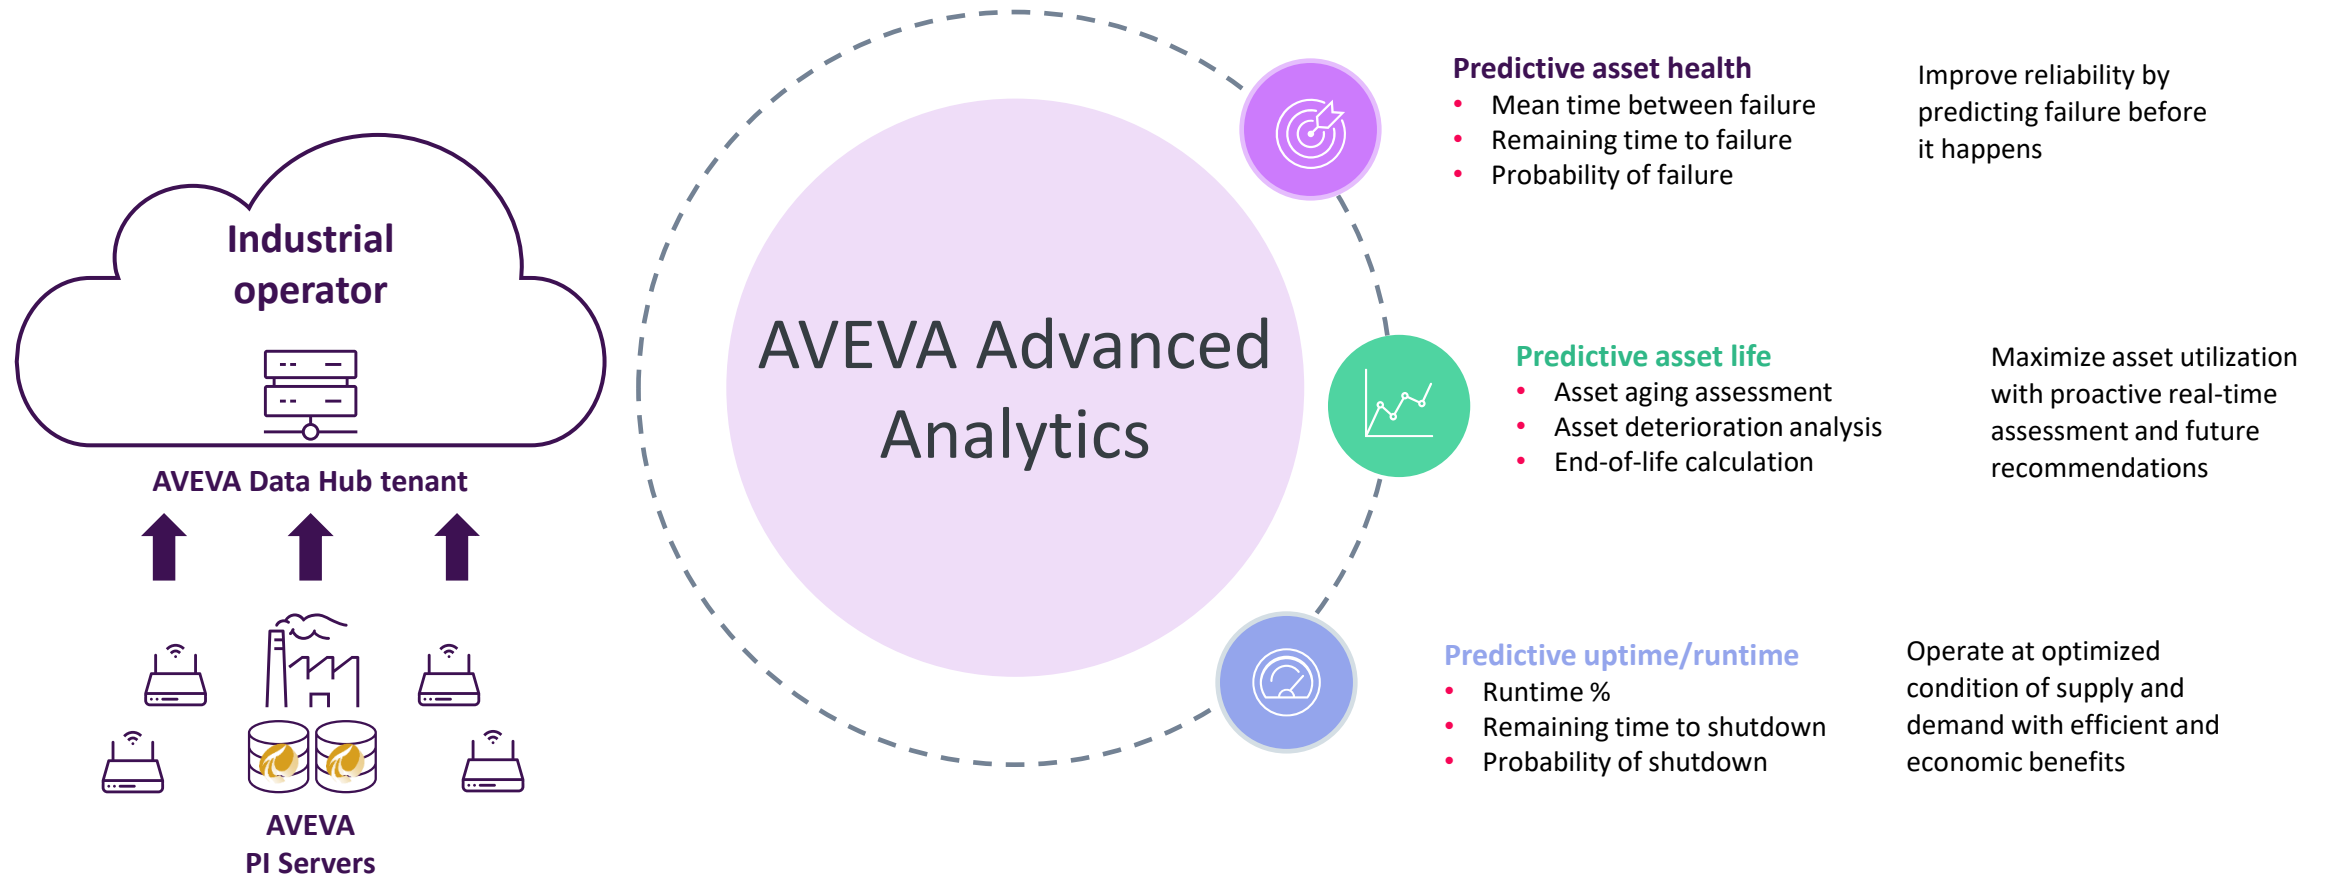 Industrial
operator
AVEVA Data Hub tenant
AVEVA
PI Servers
AVEVA Advanced
Analytics
Predictive asset health
• Mean time between failure
• Remaining time to failure
• Probability of failure
Improve reliability by
predicting failure before
it happens
Predictive asset life
• Asset aging assessment
• Asset deterioration analysis
• End-of-life calculation
Maximize asset utilization
with proactive real-time
assessment and future
recommendations
Predictive uptime/runtime
• Runtime %
• Remaining time to shutdown
• Probability of shutdown
Operate at optimized
condition of supply and
demand with efficient and
economic benefits